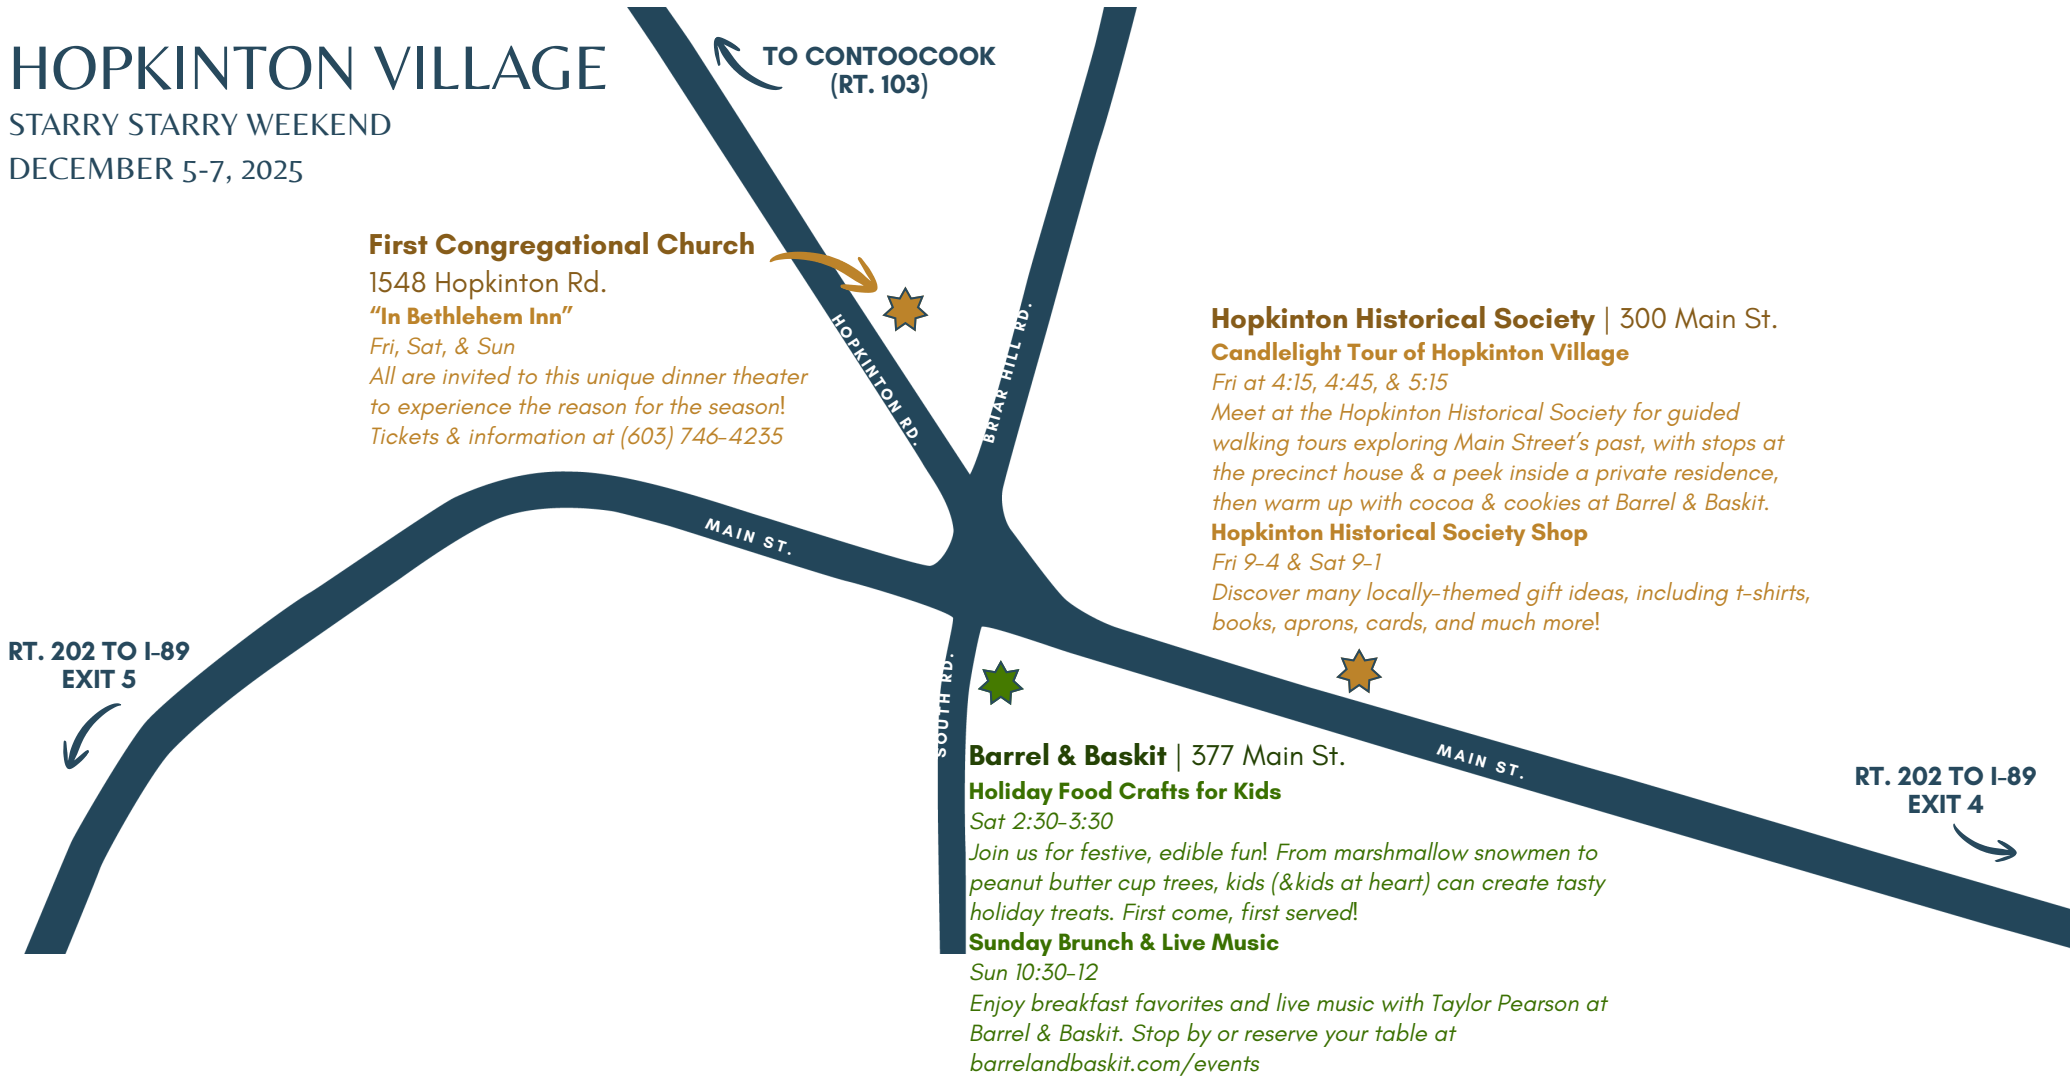 HOPKINTON VILLAGE
STARRY STARRY WEEKEND
DECEMBER 5-7, 2025
TO CONTOOCOOK
(RT. 103)
First Congregational Church
1548 Hopkinton Rd.
“In Bethlehem Inn”
Fri, Sat, & Sun
All are invited to this unique dinner theater
to experience the reason for the season!
Tickets & information at (603) 746-4235
HOPKINTON RD.
BRIAR HILL RD.
Hopkinton Historical Society | 300 Main St.
Candlelight Tour of Hopkinton Village
Fri at 4:15, 4:45, & 5:15
Meet at the Hopkinton Historical Society for guided
walking tours exploring Main Street’s past, with stops at
the precinct house & a peek inside a private residence,
then warm up with cocoa & cookies at Barrel & Baskit.
Hopkinton Historical Society Shop
Fri 9-4 & Sat 9-1
Discover many locally-themed gift ideas, including t-shirts,
books, aprons, cards, and much more!
MAIN ST.
RT. 202 TO I-89
EXIT 5
SOUTH RD.
Barrel & Baskit | 377 Main St.
Holiday Food Crafts for Kids
Sat 2:30-3:30
Join us for festive, edible fun! From marshmallow snowmen to
peanut butter cup trees, kids (&kids at heart) can create tasty
holiday treats. First come, first served!
Sunday Brunch & Live Music
Sun 10:30-12
Enjoy breakfast favorites and live music with Taylor Pearson at
Barrel & Baskit. Stop by or reserve your table at
barrelandbaskit.com/events
MAIN ST.
RT. 202 TO I-89
EXIT 4